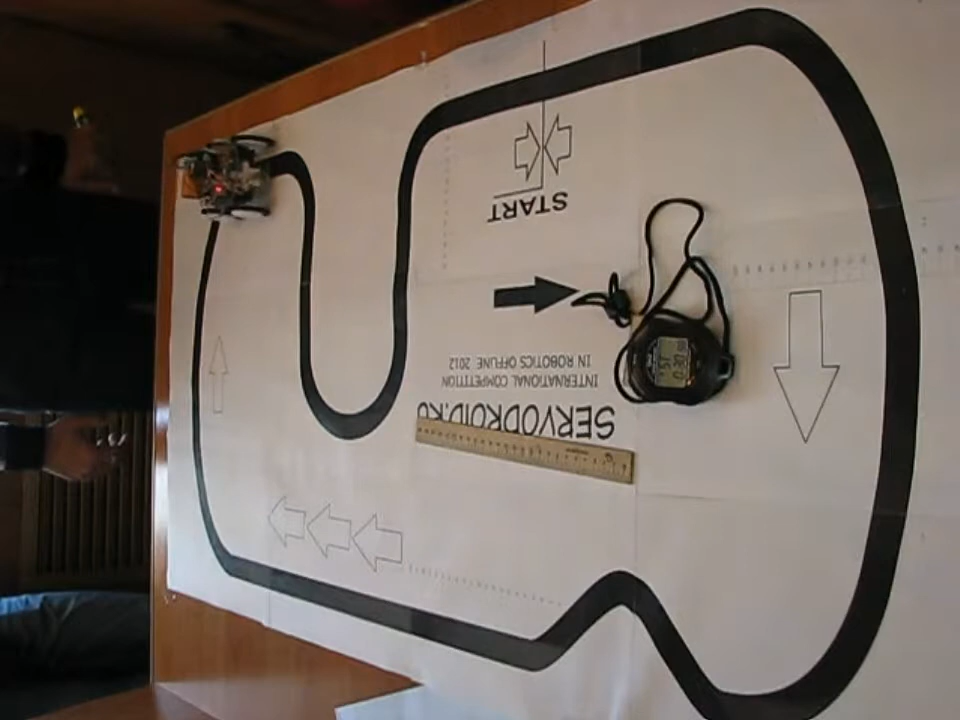 START
INTERNATIONAL COMPETITION
IN ROBOTICS OFFLINE 2012
SERVODROID.RU